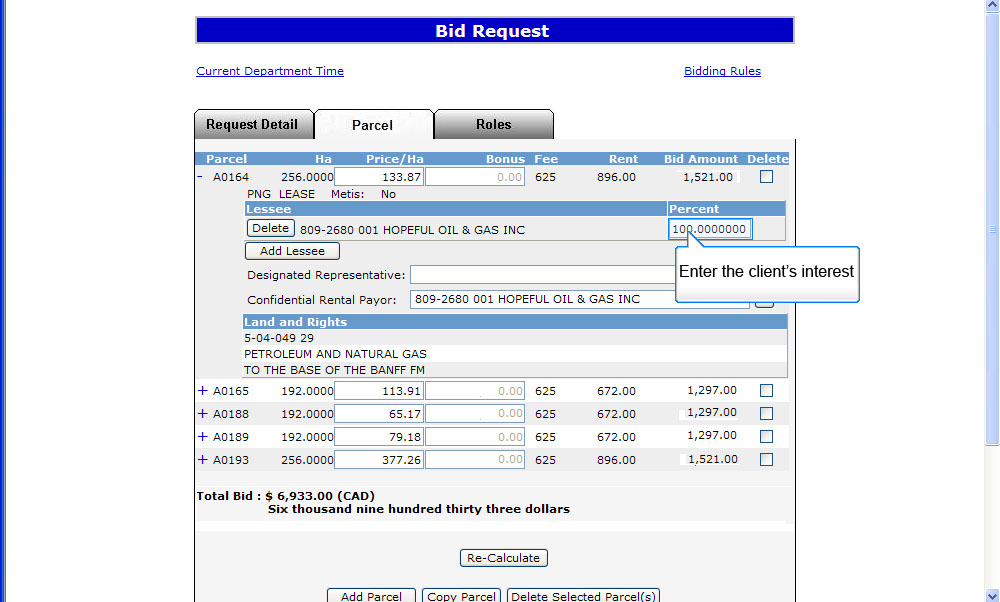 Bid Request
Current Department Time Bidding Rules
Request Detail Parcel Roles
Parcel Ha Price/Ha Bonus Fee Rent Bid Amount Delete
- A0164 256.0000 133.87 0.00 625 896.00 1,521.00
PNG LEASE Metis: No
Lessee Percent
Delete 809-2680 001 HOPEFUL OIL & GAS INC 100.0000000
Add Lessee
Enter the client's interest
Designated Representative:
Confidential Rental Payor: 809-2680 001 HOPEFUL OIL & GAS INC
Land and Rights
5-04-049 29
PETROLEUM AND NATURAL GAS
TO THE BASE OF THE BANFF FM
+ A0165 192.0000 113.91 0.00 625 672.00 1,297.00
+ A0188 192.0000 65.17 0.00 625 672.00 1,297.00
+ A0189 192.0000 79.18 0.00 625 672.00 1,297.00
+ A0193 256.0000 377.26 0.00 625 896.00 1,521.00
Total Bid : $ 6,933.00 (CAD)
Six thousand nine hundred thirty three dollars
Re-Calculate
Add Parcel Copy Parcel Delete Selected Parcel(s)